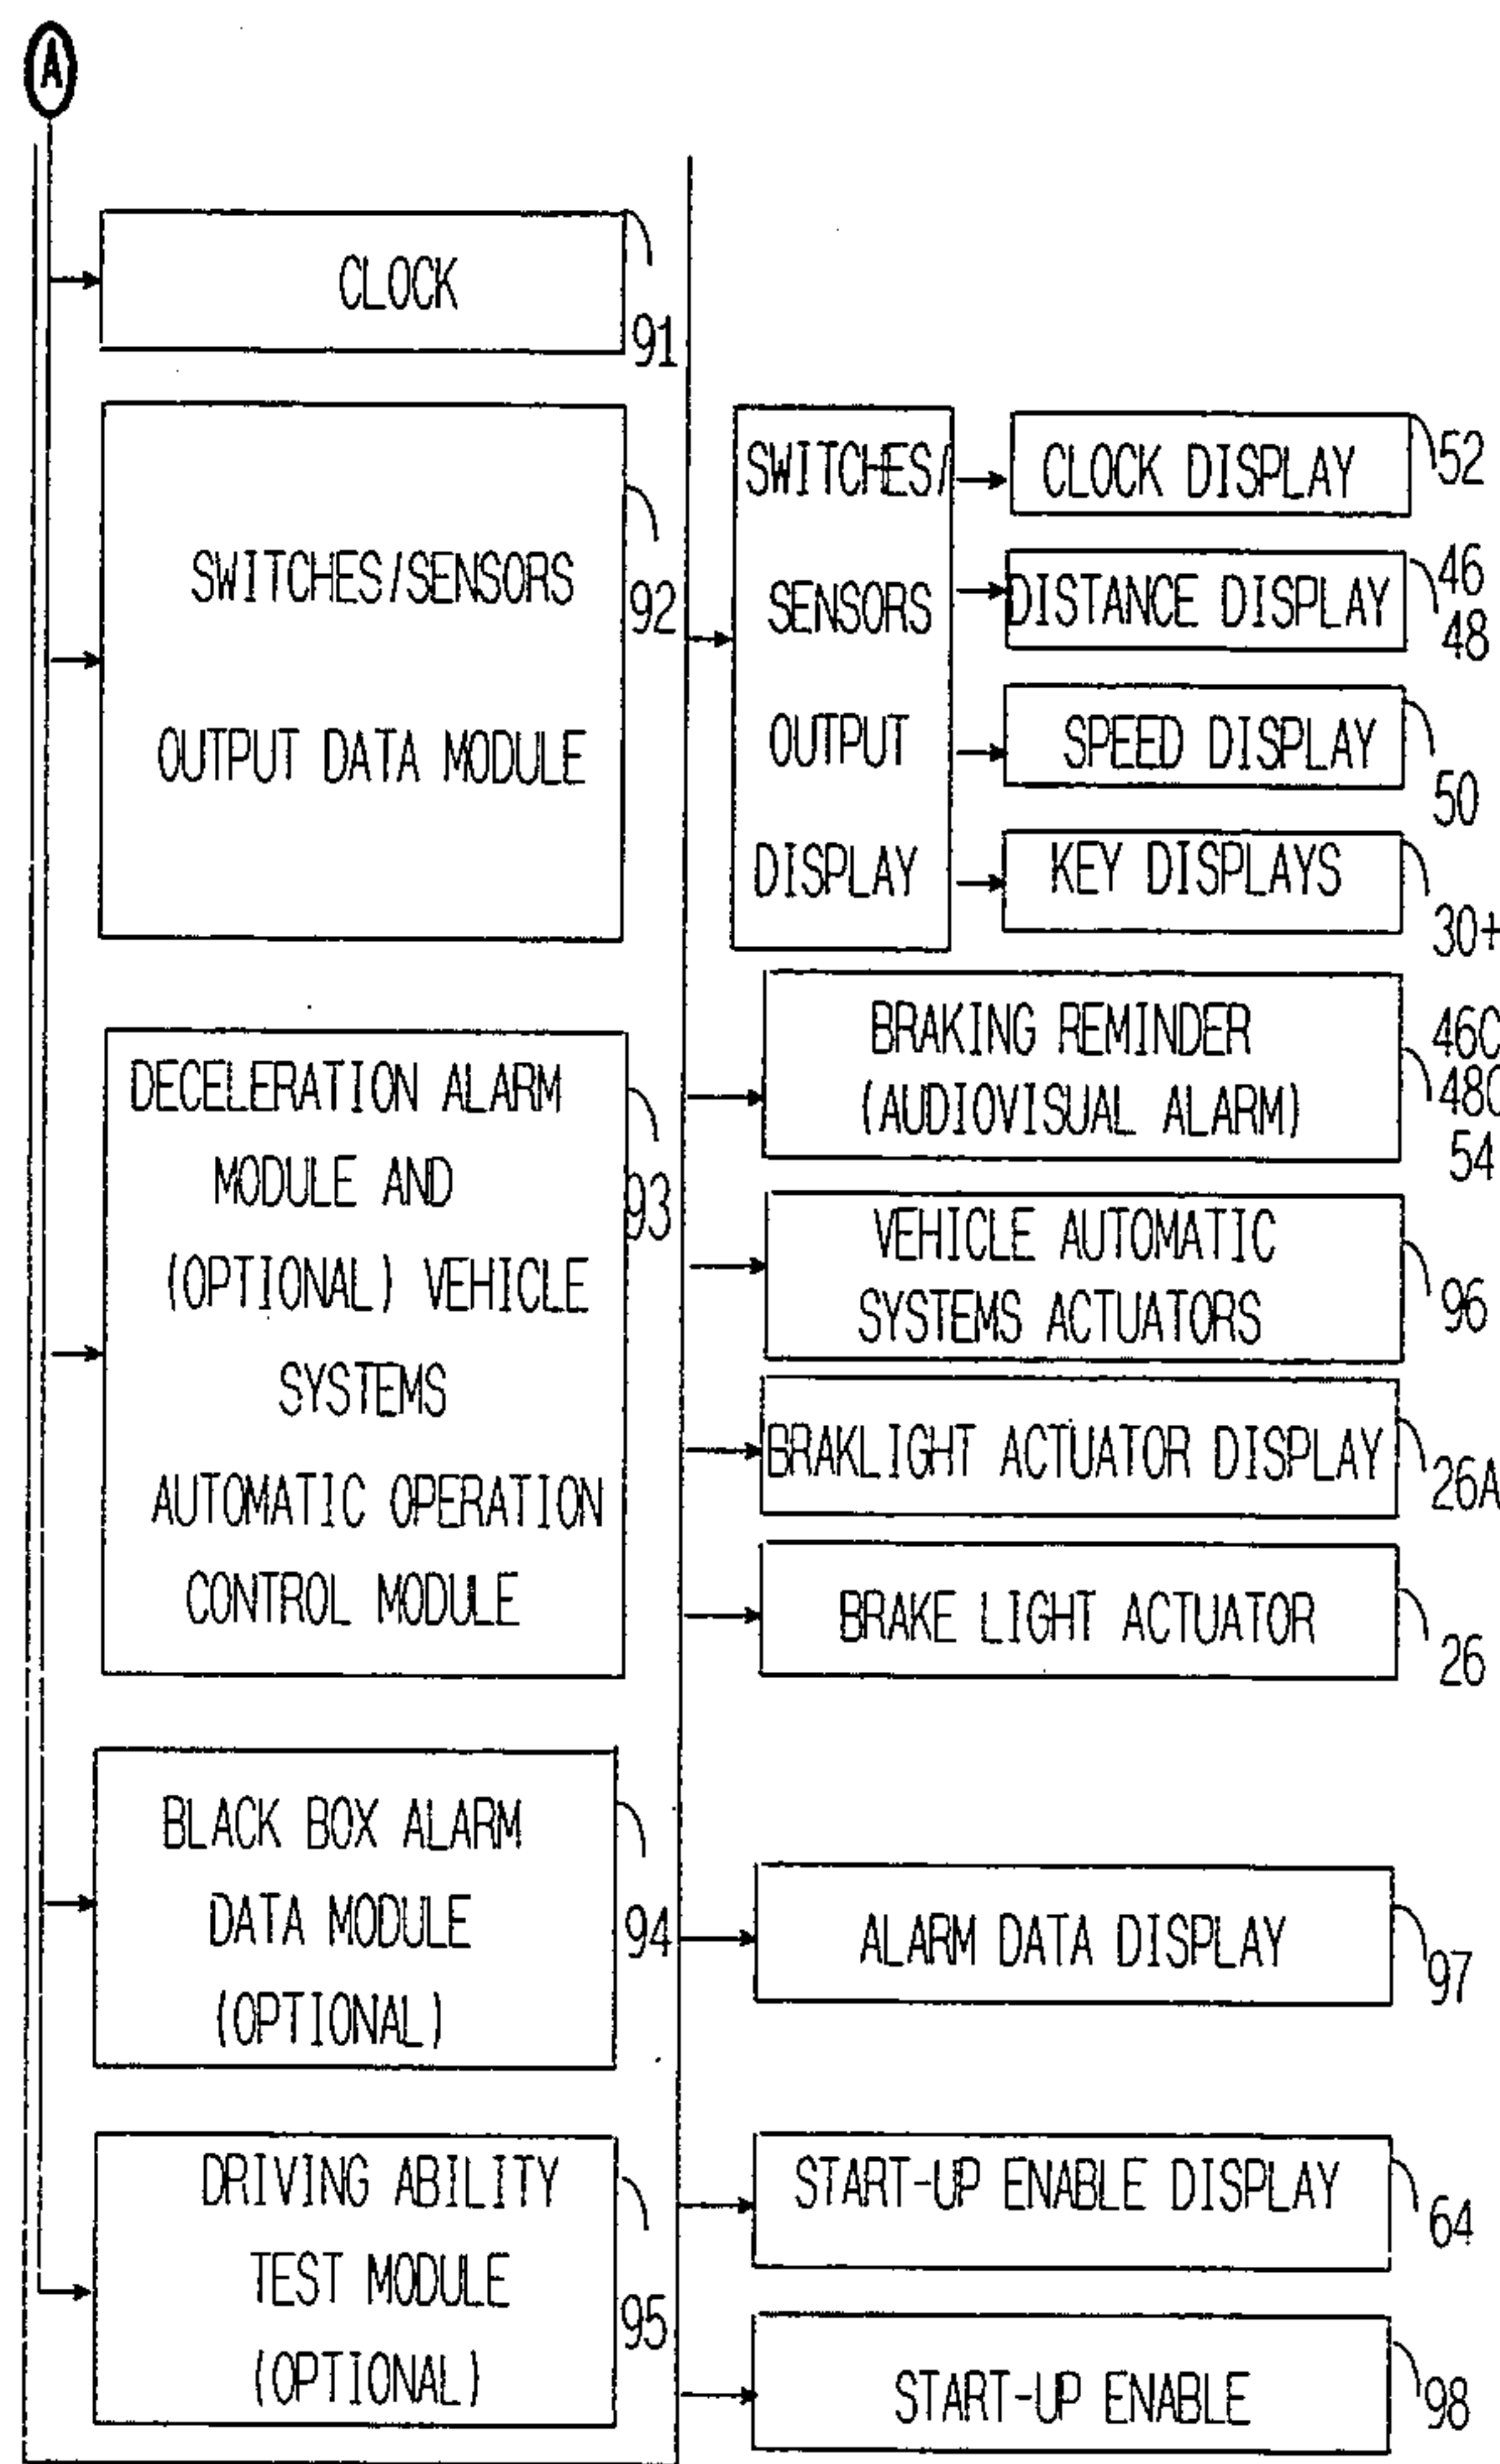 A
CLOCK
91
SWITCHES/SENSORS
OUTPUT DATA MODULE
92
SWITCHES/
SENSORS
OUTPUT
DISPLAY
CLOCK DISPLAY
52
DISTANCE DISPLAY
46
48
SPEED DISPLAY
50
KEY DISPLAYS
30+
DECELERATION ALARM
MODULE AND
(OPTIONAL) VEHICLE
SYSTEMS
AUTOMATIC OPERATION
CONTROL MODULE
93
BRAKING REMINDER
(AUDIOVISUAL ALARM)
46C
48C
54
VEHICLE AUTOMATIC
SYSTEMS ACTUATORS
96
BRAKLIGHT ACTUATOR DISPLAY
26A
BRAKE LIGHT ACTUATOR
26
BLACK BOX ALARM
DATA MODULE
(OPTIONAL)
94
ALARM DATA DISPLAY
97
DRIVING ABILITY
TEST MODULE
(OPTIONAL)
95
START-UP ENABLE DISPLAY
64
START-UP ENABLE
98